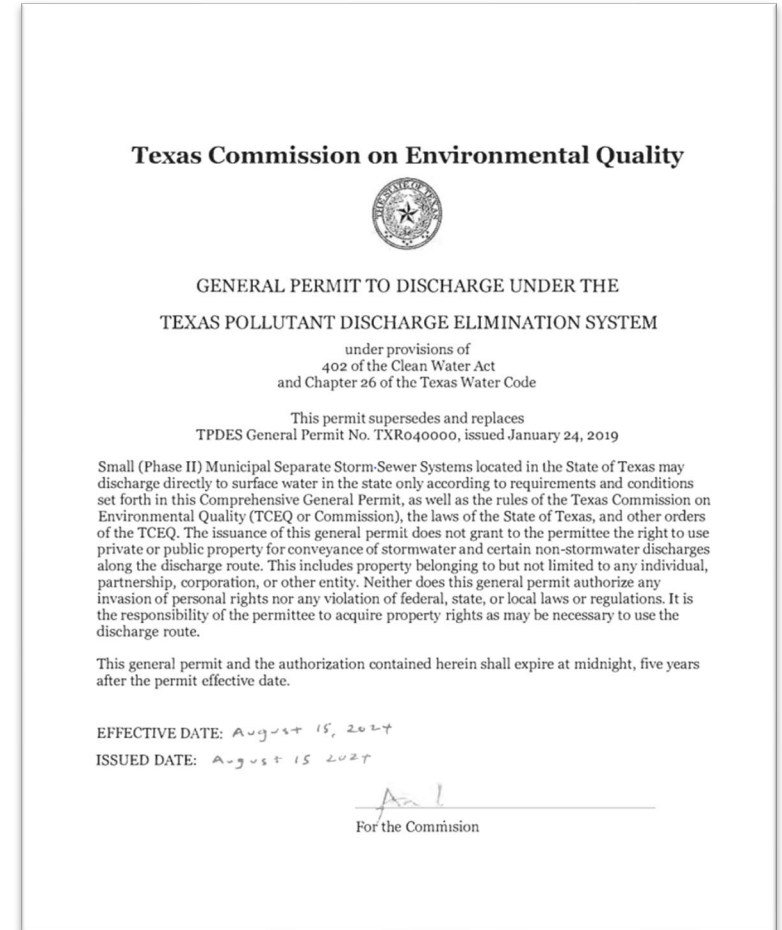 Texas Commission on Environmental Quality
THE STATE OF TEXAS
GENERAL PERMIT TO DISCHARGE UNDER THE
TEXAS POLLUTANT DISCHARGE ELIMINATION SYSTEM
under provisions of
402 of the Clean Water Act
and Chapter 26 of the Texas Water Code
This permit supersedes and replaces
TPDES General Permit No. TXR040000, issued January 24, 2019
Small (Phase II) Municipal Separate Storm-Sewer Systems located in the State of Texas may
discharge directly to surface water in the state only according to requirements and conditions
set forth in this Comprehensive General Permit, as well as the rules of the Texas Commission on
Environmental Quality (TCEQ or Commission), the laws of the State of Texas, and other orders
of the TCEQ. The issuance of this general permit does not grant to the permittee the right to use
private or public property for conveyance of stormwater and certain non-stormwater discharges
along the discharge route. This includes property belonging to but not limited to any individual,
partnership, corporation, or other entity. Neither does this general permit authorize any
invasion of personal rights nor any violation of federal, state, or local laws or regulations. It is
the responsibility of the permittee to acquire property rights as may be necessary to use the
discharge route.
This general permit and the authorization contained herein shall expire at midnight, five years
after the permit effective date.
EFFECTIVE DATE: August 15, 2024
ISSUED DATE: August 15 2024
For the Commision